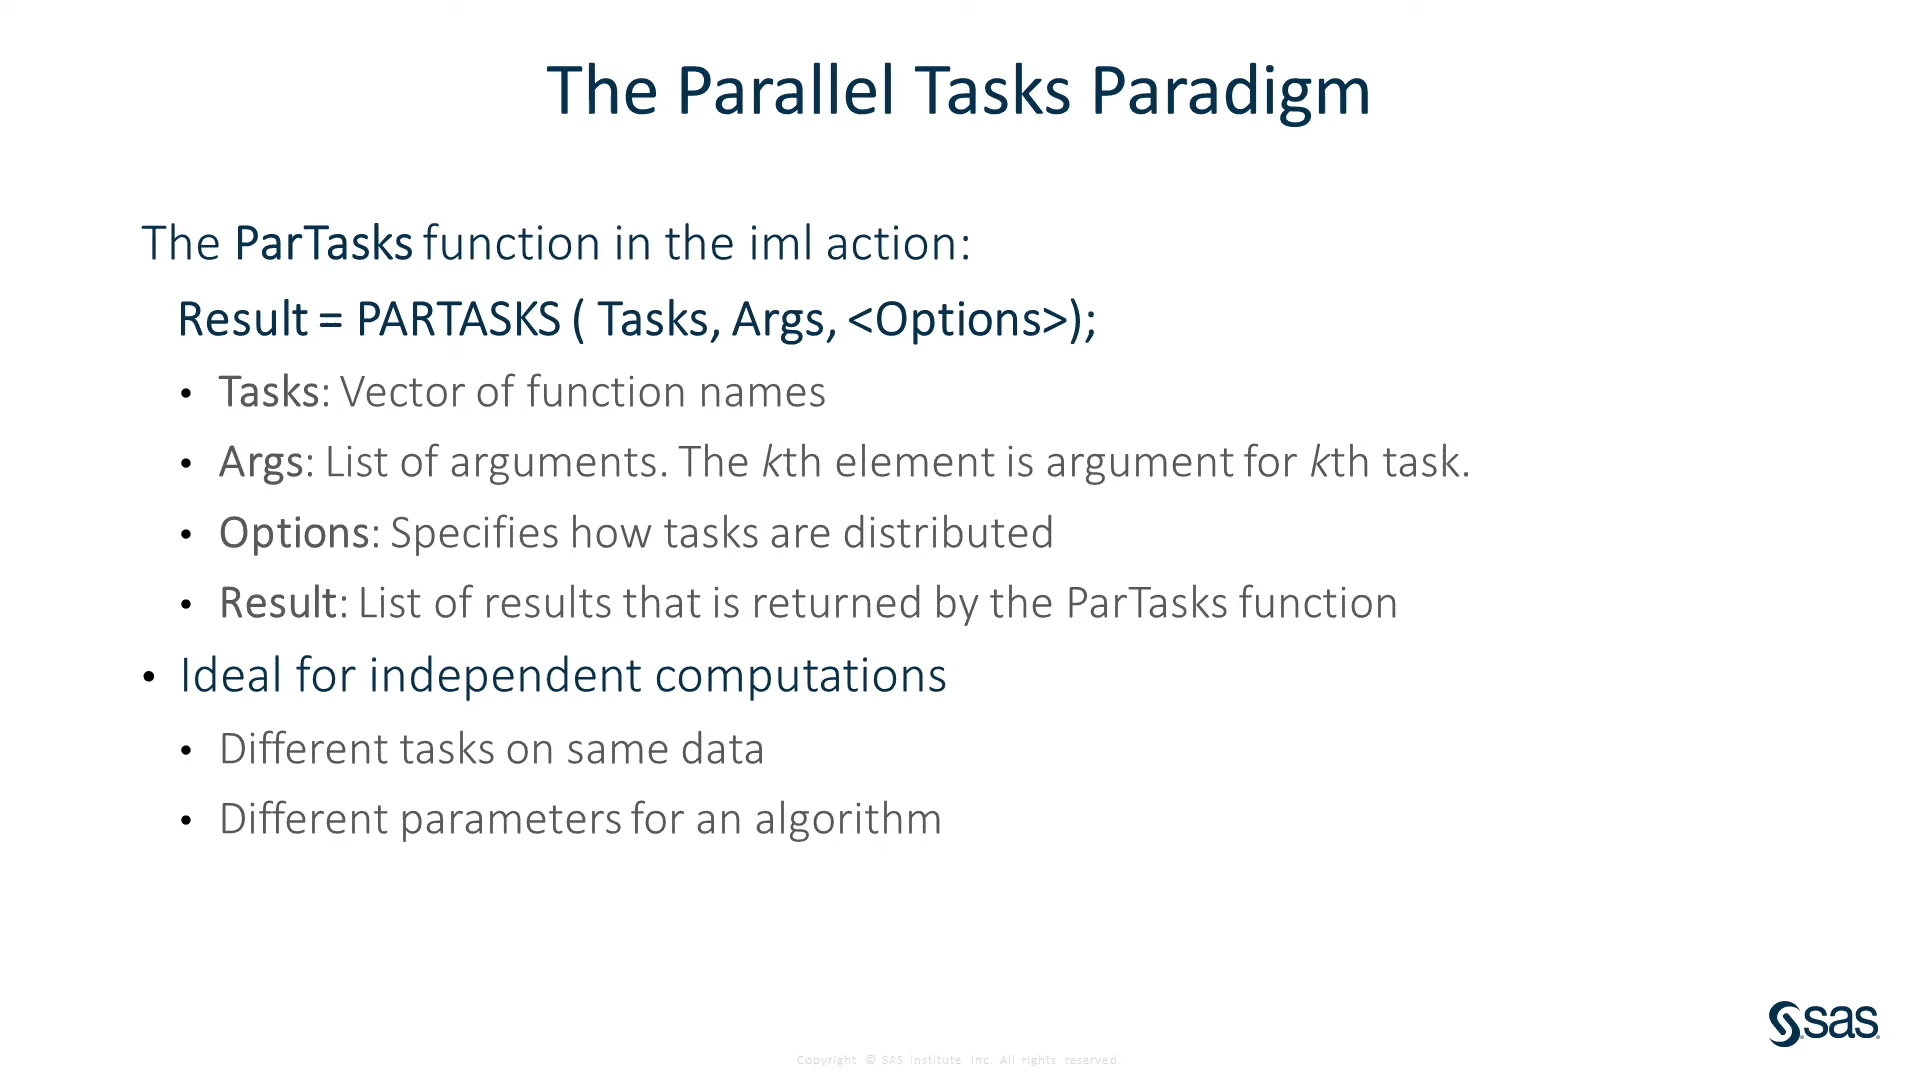 The Parallel Tasks Paradigm
The ParTasks function in the iml action:
Result = PARTASKS ( Tasks, Args, <Options>);
• Tasks: Vector of function names
• Args: List of arguments. The kth element is argument for kth task.
• Options: Specifies how tasks are distributed
• Result: List of results that is returned by the ParTasks function
• Ideal for independent computations
• Different tasks on same data
• Different parameters for an algorithm
sas
Copyright © SAS Institute Inc. All rights reserved.